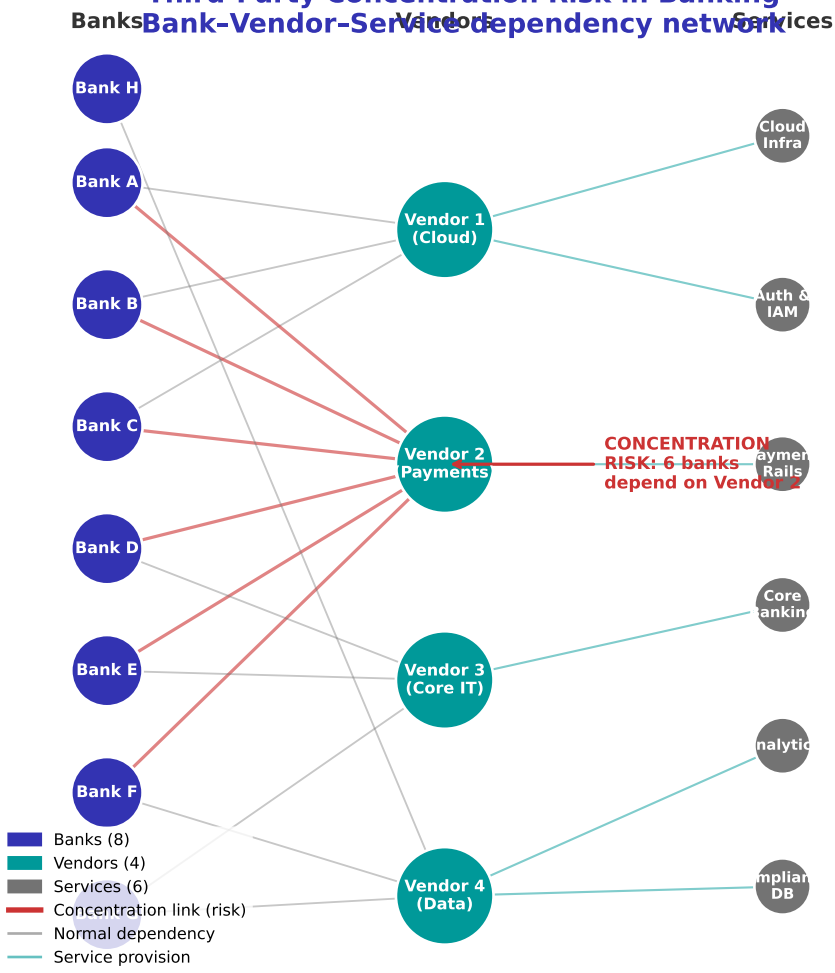 Third-Party Concentration Risk in Banking
Bank–Vendor–Service dependency network
Banks
Vendors
Services
Bank H
Bank A
Bank B
Bank C
Bank D
Bank E
Bank F
Vendor 1
(Cloud)
Vendor 2
(Payments
Vendor 3
(Core IT)
Vendor 4
(Data)
Cloud
Infra
Auth &
IAM
Rails
Core
DB
CONCENTRATION
RISK: 6 banks
depend on Vendor 2
Banks (8)
Vendors (4)
Services (6)
Concentration link (risk)
Normal dependency
Service provision